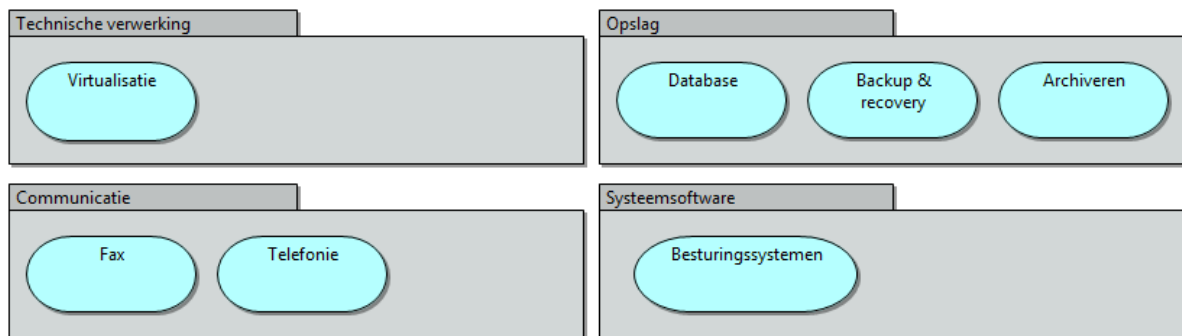 Technische verwerking
Virtualisatie
Opslag
Database
Backup &
recovery
Archiveren
Communicatie
Fax
Telefonie
Systeemsoftware
Besturingssystemen